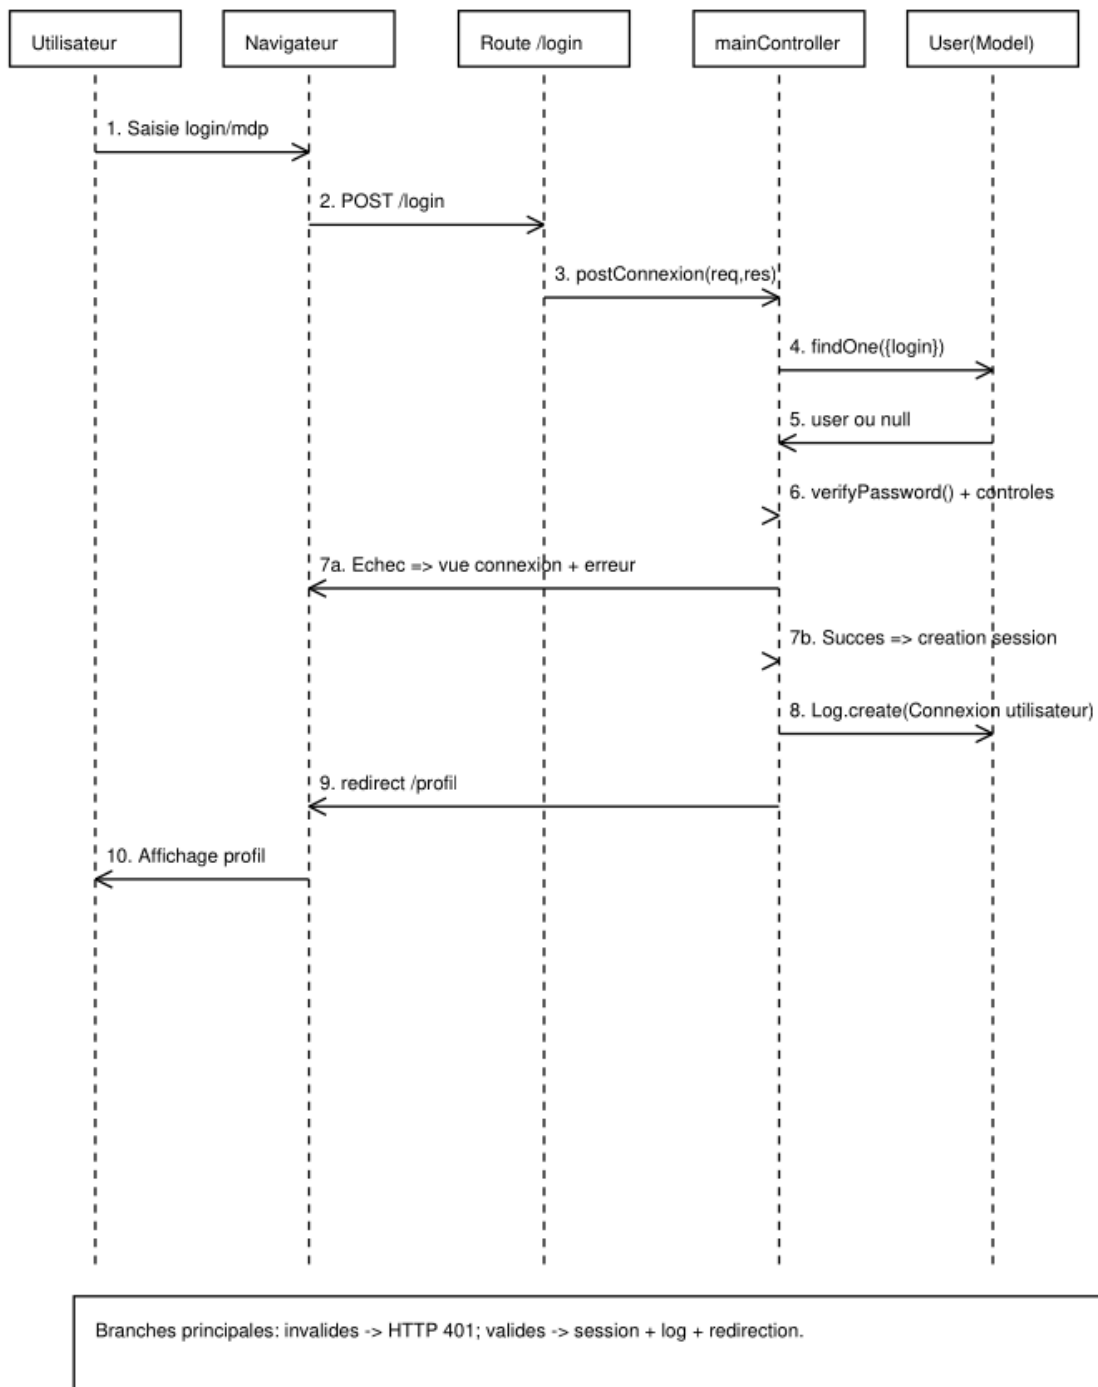 Utilisateur
Navigateur
Route /login
mainController
User(Model)
1. Saisie login/mdp
2. POST /login
3. postConnexion(req,res)
4. findOne({login})
5. user ou null
6. verifyPassword() + controles
7a. Echec => vue connexion + erreur
7b. Succes => creation session
8. Log.create(Connexion utilisateur)
9. redirect /profil
10. Affichage profil
Branches principales: invalides -> HTTP 401; valides -> session + log + redirection.